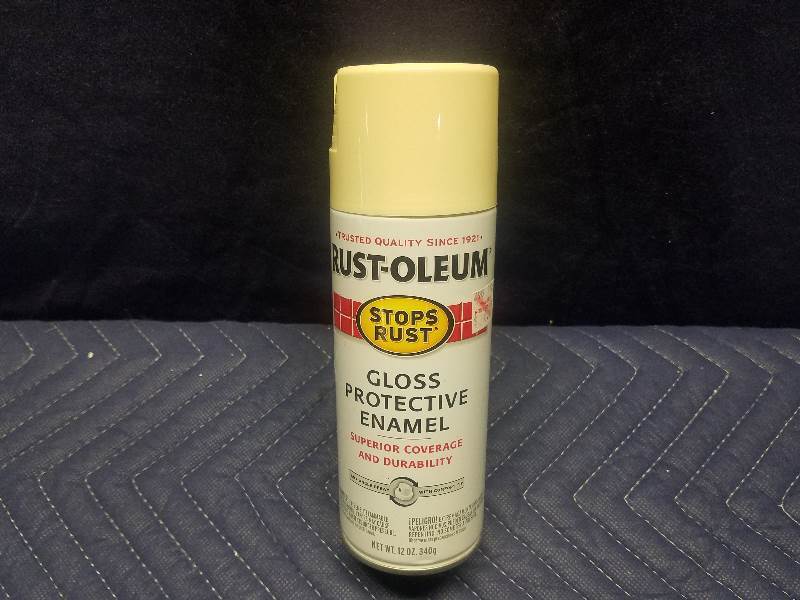 •TRUSTED QUALITY SINCE 1921•
RUST-OLEUM
STOPS
RUST
GLOSS
PROTECTIVE
ENAMEL
SUPERIOR COVERAGE
AND DURABILITY
¡PELIGRO!
NET WT. 12 OZ. 340g